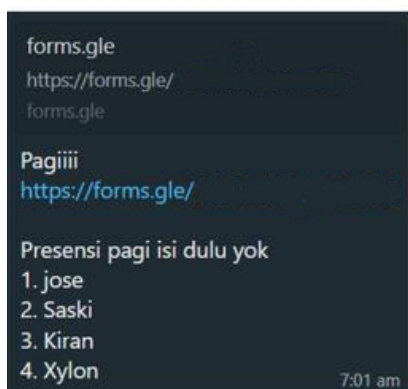 forms.gle
https://forms.gle/
forms.gle
Pagiiii
https://forms.gle/
Presensi pagi isi dulu yok
1. jose
2. Saski
3. Kiran
4. Xylon
7:01 am